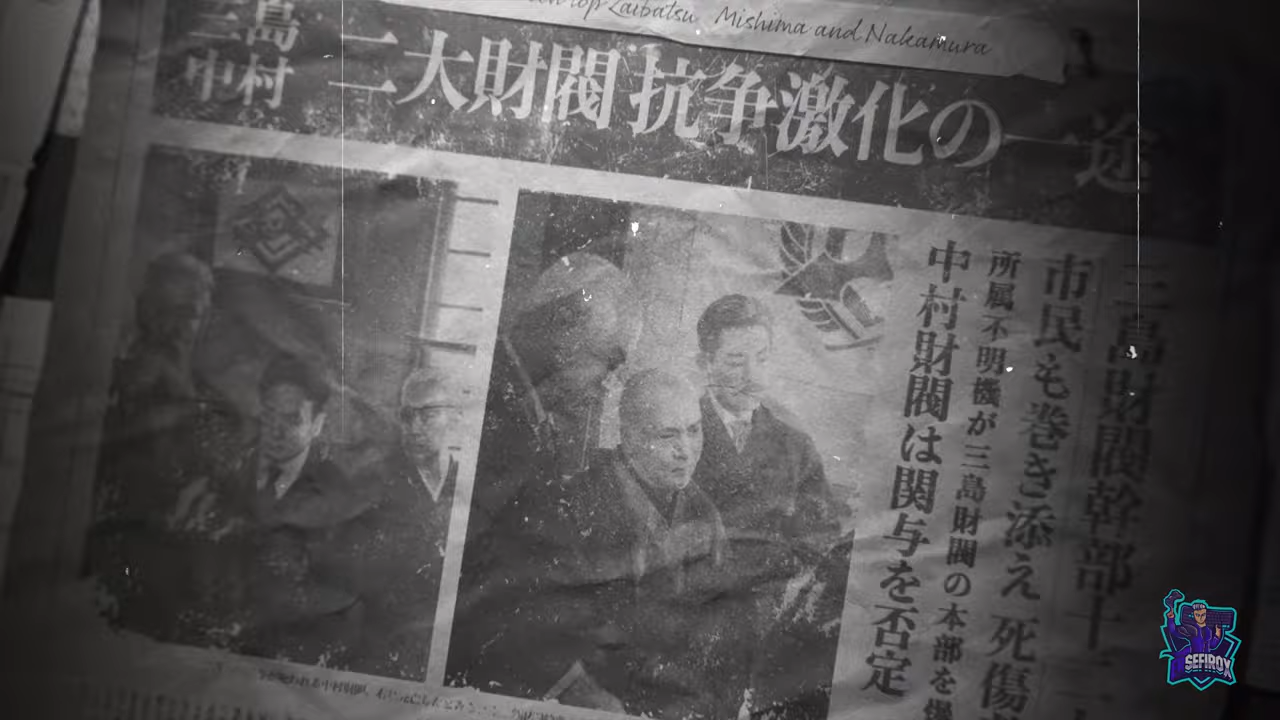 top Zaibatsu Mishima and Nakamura
三島
中村
二大財閥 抗争激化の一途
三島財閥幹部十
市民も巻き添え 死傷
所属不明機が三島財閥の本部を爆
中村財閥は関与を否定
SEFIROX